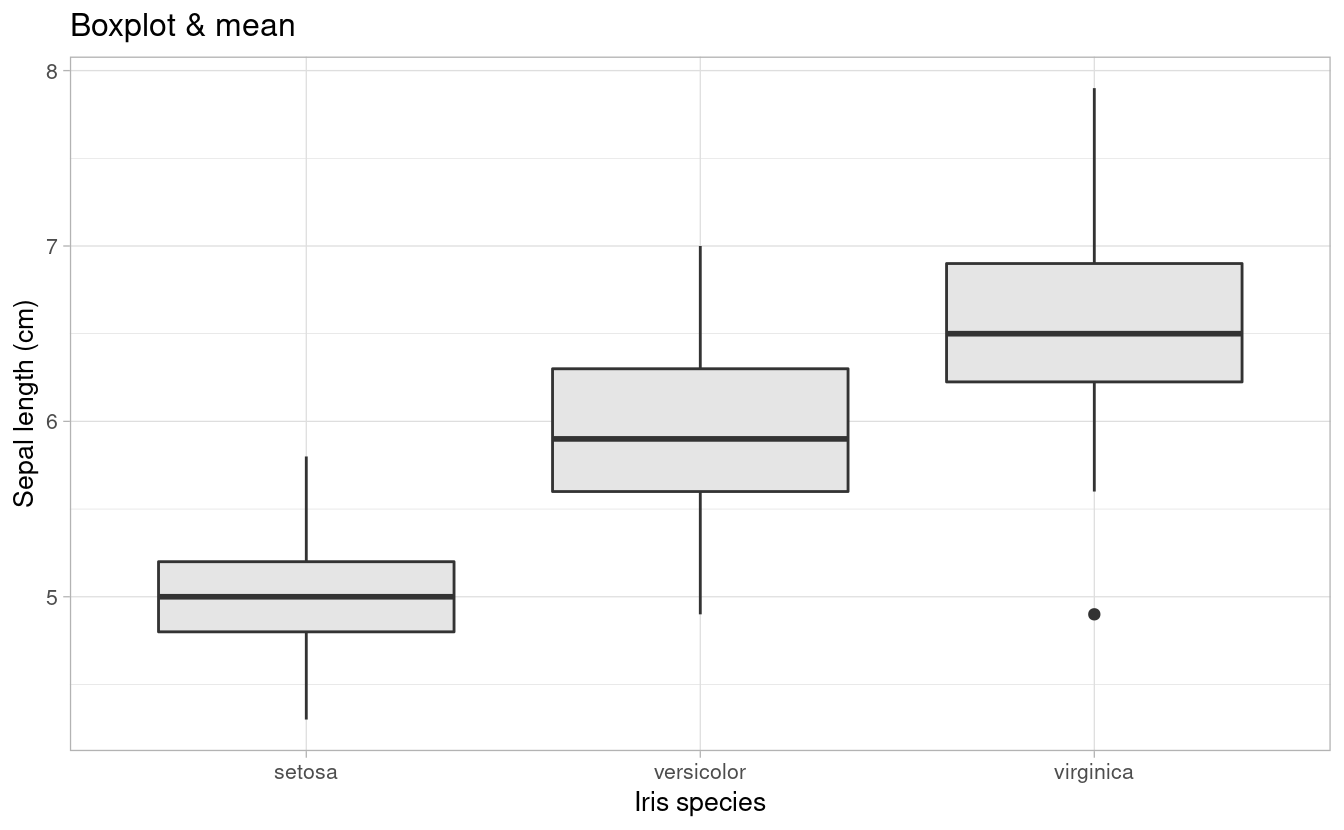 Boxplot & mean
8
7
6
5
Sepal length (cm)
setosa
versicolor
virginica
Iris species